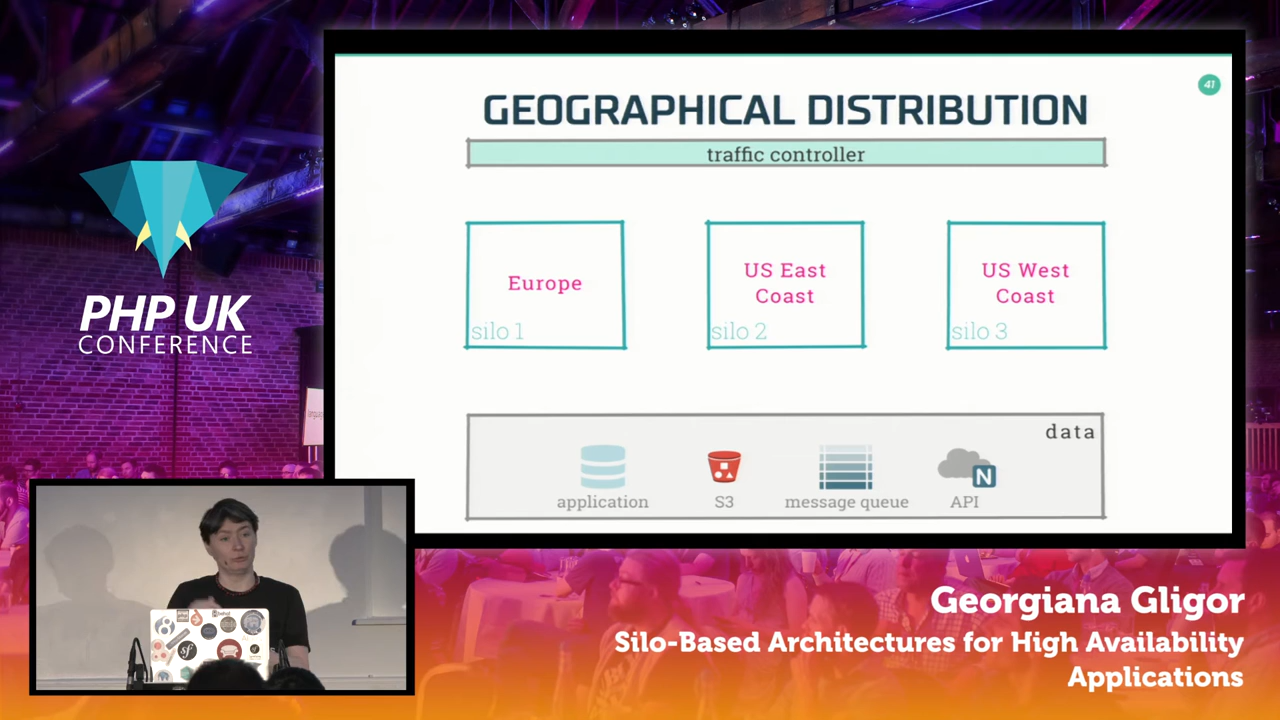 41
GEOGRAPHICAL DISTRIBUTION
traffic controller
Europe
silo 1
US East
Coast
silo 2
US West
Coast
silo 3
data
application
S3
message queue
N
API
PHP UK
CONFERENCE
sf
Georgiana Gligor
Silo-Based Architectures for High Availability
Applications